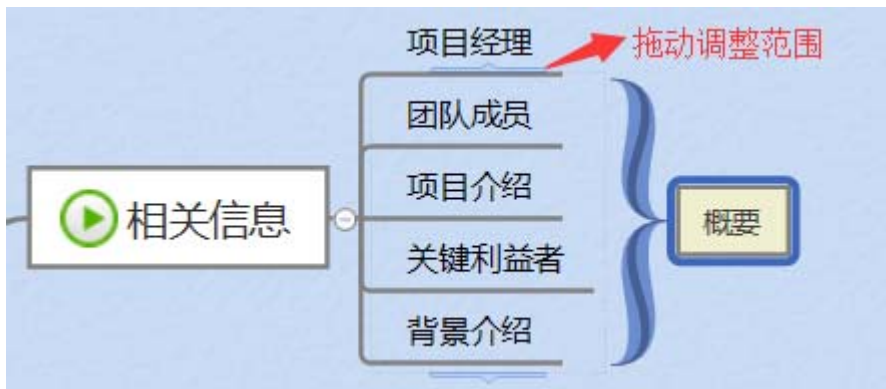 项目经理
拖动调整范围
团队成员
项目介绍
相关信息
概要
关键利益者
背景介绍